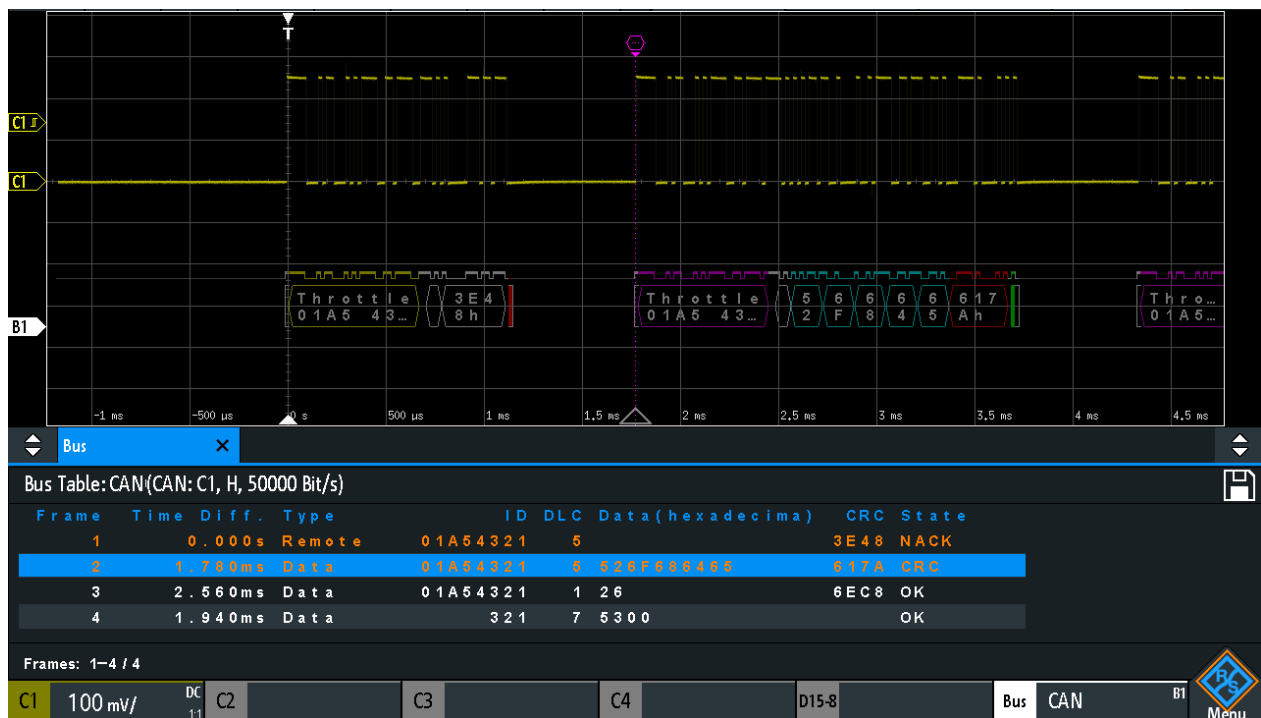 T
C1
C1
Throttle 3E4 Throttle 5 6 6 6 6 617 Thro…
01A5 43… 8h 01A5 43… 2 F 8 4 5 Ah 01A5…
B1
-1 ms -500 µs 0 s 500 µs 1 ms 1.5 ms 2 ms 2.5 ms 3 ms 3.5 ms 4 ms 4.5 ms
Bus ×
Bus Table: CAN (CAN: C1, H, 50000 Bit/s)
Frame Time Diff. Type ID DLC Data(hexadecima) CRC State
1 0.000s Remote 01A54321 5 3E48 NACK
2 1.780ms Data 01A54321 5 526F686465 617A CRC
3 2.560ms Data 01A54321 1 26 6EC8 OK
4 1.940ms Data 321 7 5300 OK
Frames: 1-4 / 4
C1 100 mV/ DC 1:1 C2 C3 C4 D15-8 Bus CAN B1
R&S
Menu